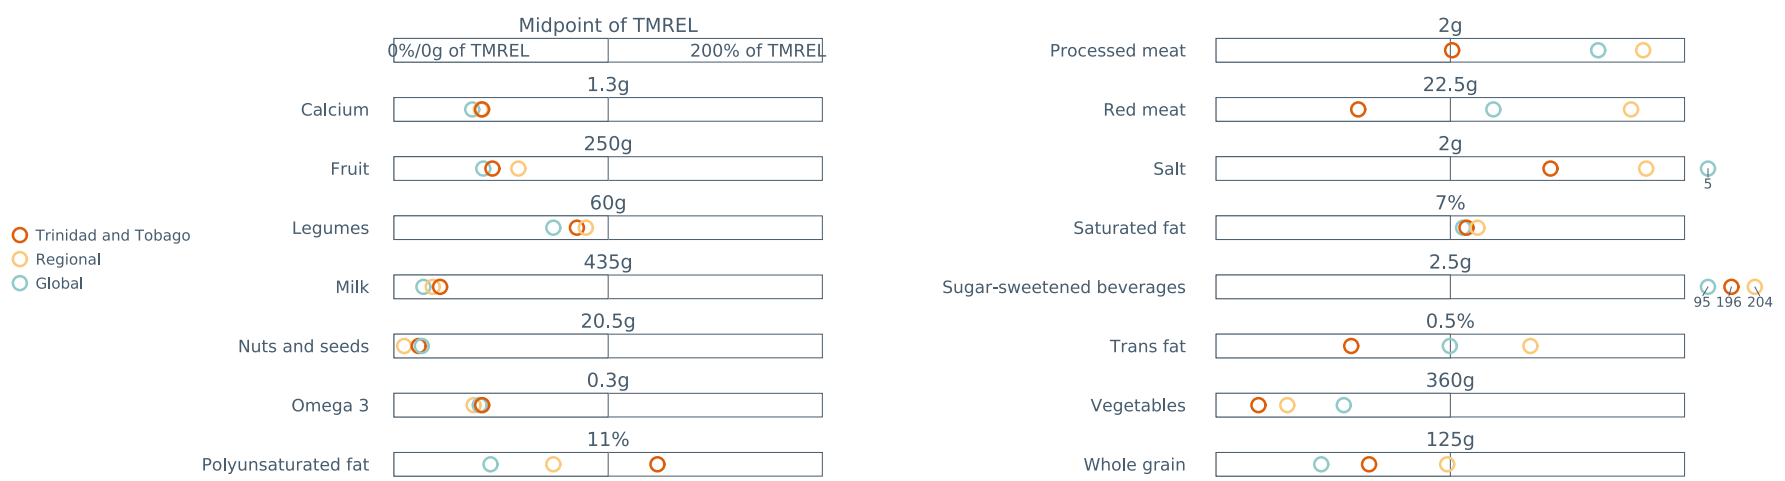 Midpoint of TMREL
0%/0g of TMREL
200% of TMREL
1.3g
Calcium
250g
Fruit
60g
Legumes
435g
Milk
20.5g
Nuts and seeds
0.3g
Omega 3
11%
Polyunsaturated fat
Trinidad and Tobago
Regional
Global
2g
Processed meat
22.5g
Red meat
2g
Salt
5
7%
Saturated fat
2.5g
Sugar-sweetened beverages
95 196 204
0.5%
Trans fat
360g
Vegetables
125g
Whole grain